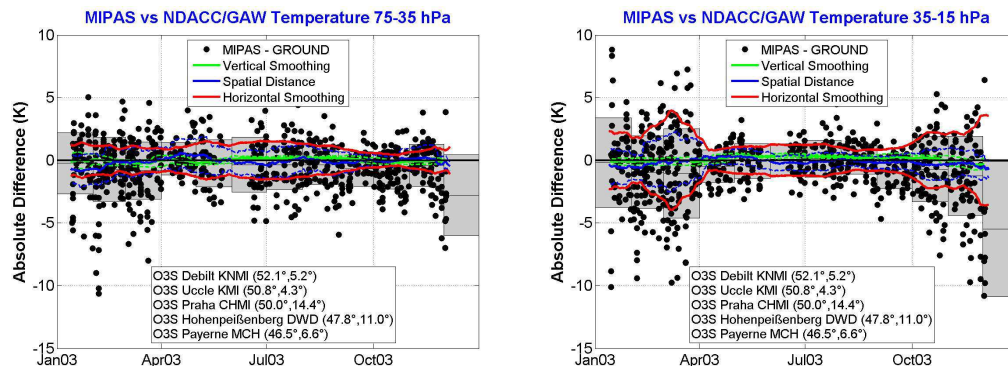 MIPAS vs NDACC/GAW Temperature 75-35 hPa
Absolute Difference (K)
10
5
0
-5
-10
-15
MIPAS - GROUND
Vertical Smoothing
Spatial Distance
Horizontal Smoothing
O3S Debilt KNMI (52.1°,5.2°)
O3S Uccle KMI (50.8°,4.3°)
O3S Praha CHMI (50.0°,14.4°)
O3S Hohenpeißenberg DWD (47.8°,11.0°)
O3S Payerne MCH (46.5°,6.6°)
Jan03 Apr03 Jul03 Oct03
MIPAS vs NDACC/GAW Temperature 35-15 hPa
Absolute Difference (K)
10
5
0
-5
-10
-15
MIPAS - GROUND
Vertical Smoothing
Spatial Distance
Horizontal Smoothing
O3S Debilt KNMI (52.1°,5.2°)
O3S Uccle KMI (50.8°,4.3°)
O3S Praha CHMI (50.0°,14.4°)
O3S Hohenpeißenberg DWD (47.8°,11.0°)
O3S Payerne MCH (46.5°,6.6°)
Jan03 Apr03 Jul03 Oct03